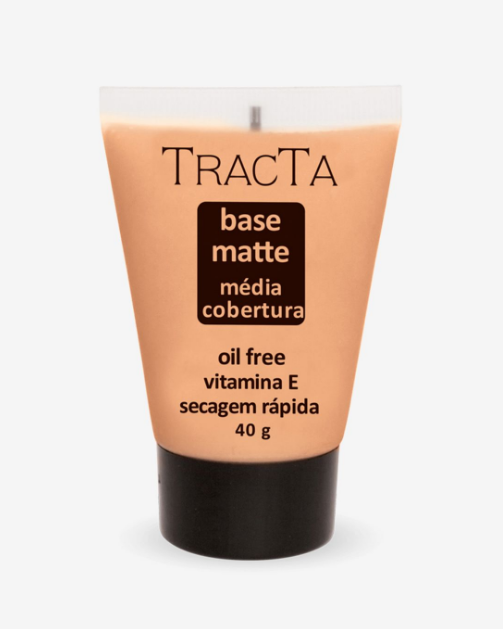 TRACTA
base
matte
média
cobertura
oil free
vitamina E
secagem rápida
40 g